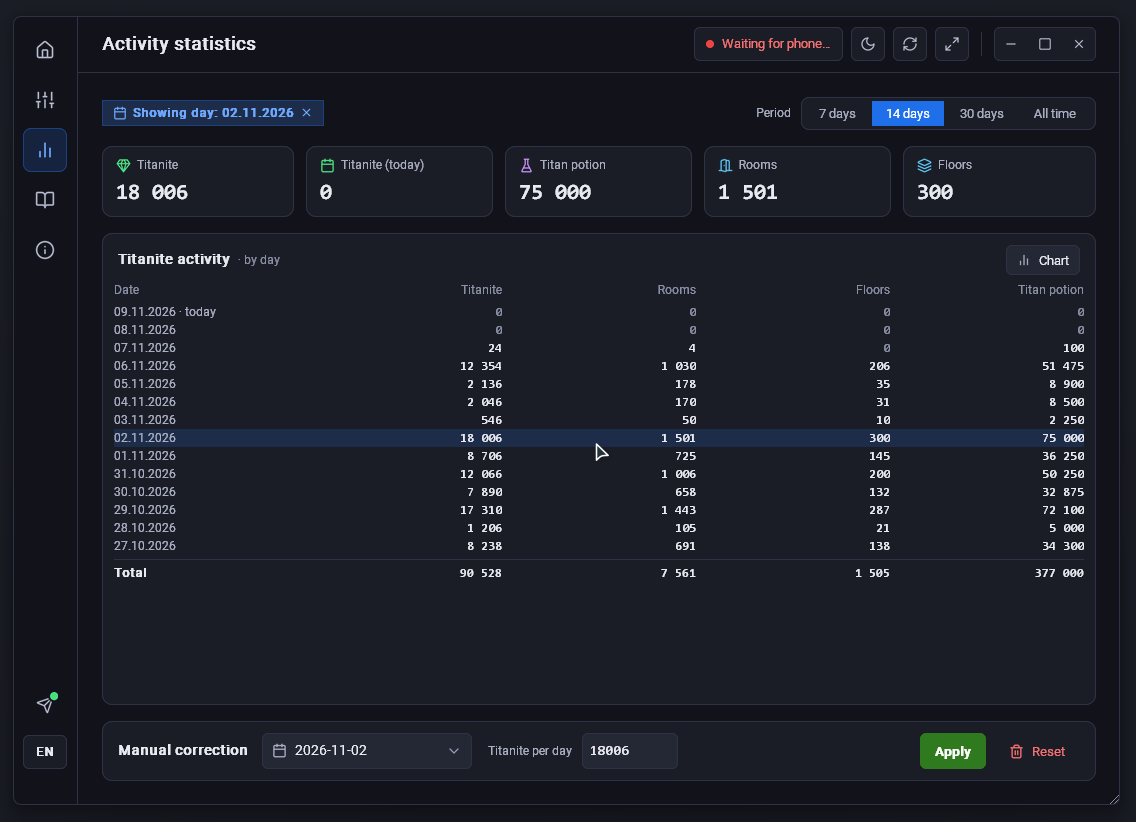 Activity statistics
Waiting for phone...
Showing day: 02.11.2026
Period 7 days 14 days 30 days All time
Titanite
18 006
Titanite (today)
0
Titan potion
75 000
Rooms
1 501
Floors
300
Titanite activity · by day
Chart
Date Titanite Rooms Floors Titan potion
09.11.2026 · today 0 0 0 0
08.11.2026 0 0 0 0
07.11.2026 24 4 0 100
06.11.2026 12 354 1 030 206 51 475
05.11.2026 2 136 178 35 8 900
04.11.2026 2 046 170 31 8 500
03.11.2026 546 50 10 2 250
02.11.2026 18 006 1 501 300 75 000
01.11.2026 8 706 725 145 36 250
31.10.2026 12 066 1 006 200 50 250
30.10.2026 7 890 658 132 32 875
29.10.2026 17 310 1 443 287 72 100
28.10.2026 1 206 105 21 5 000
27.10.2026 8 238 691 138 34 300
Total 90 528 7 561 1 505 377 000
Manual correction 2026-11-02 Titanite per day 18006 Apply Reset
EN